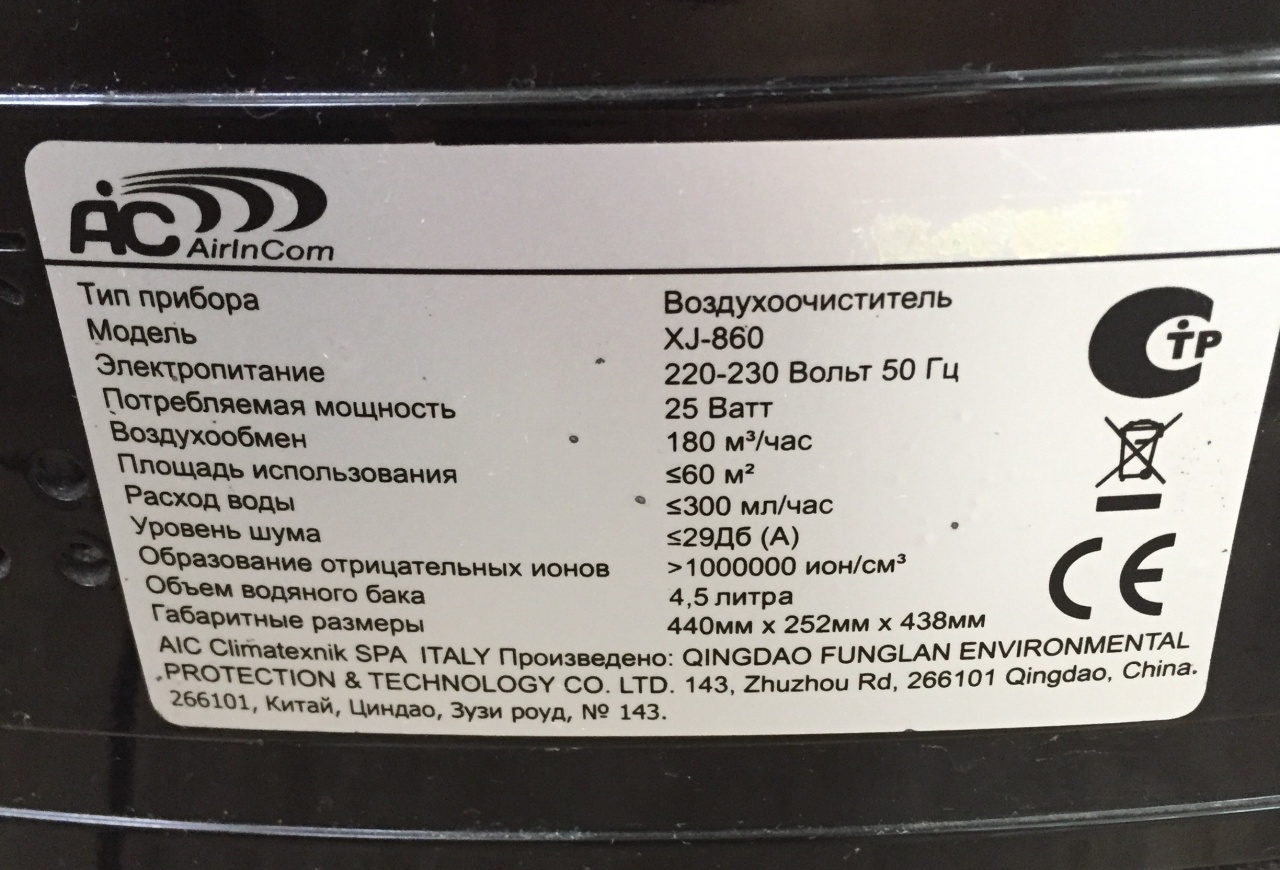 AIC AirInCom
Тип прибора Воздухоочиститель
Модель XJ-860
Электропитание 220-230 Вольт 50 Гц
Потребляемая мощность 25 Ватт
Воздухообмен 180 м³/час
Площадь использования ≤60 м²
Расход воды ≤300 мл/час
Уровень шума ≤29Дб (А)
Образование отрицательных ионов >1000000 ион/см³
Объем водяного бака 4,5 литра
Габаритные размеры 440мм x 252мм x 438мм
AIC Climatexnik SPA ITALY Произведено: QINGDAO FUNGLAN ENVIRONMENTAL
PROTECTION & TECHNOLOGY CO. LTD. 143, Zhuzhou Rd, 266101 Qingdao, China.
266101, Китай, Циндао, Зузи роуд, № 143.
СТР
CE